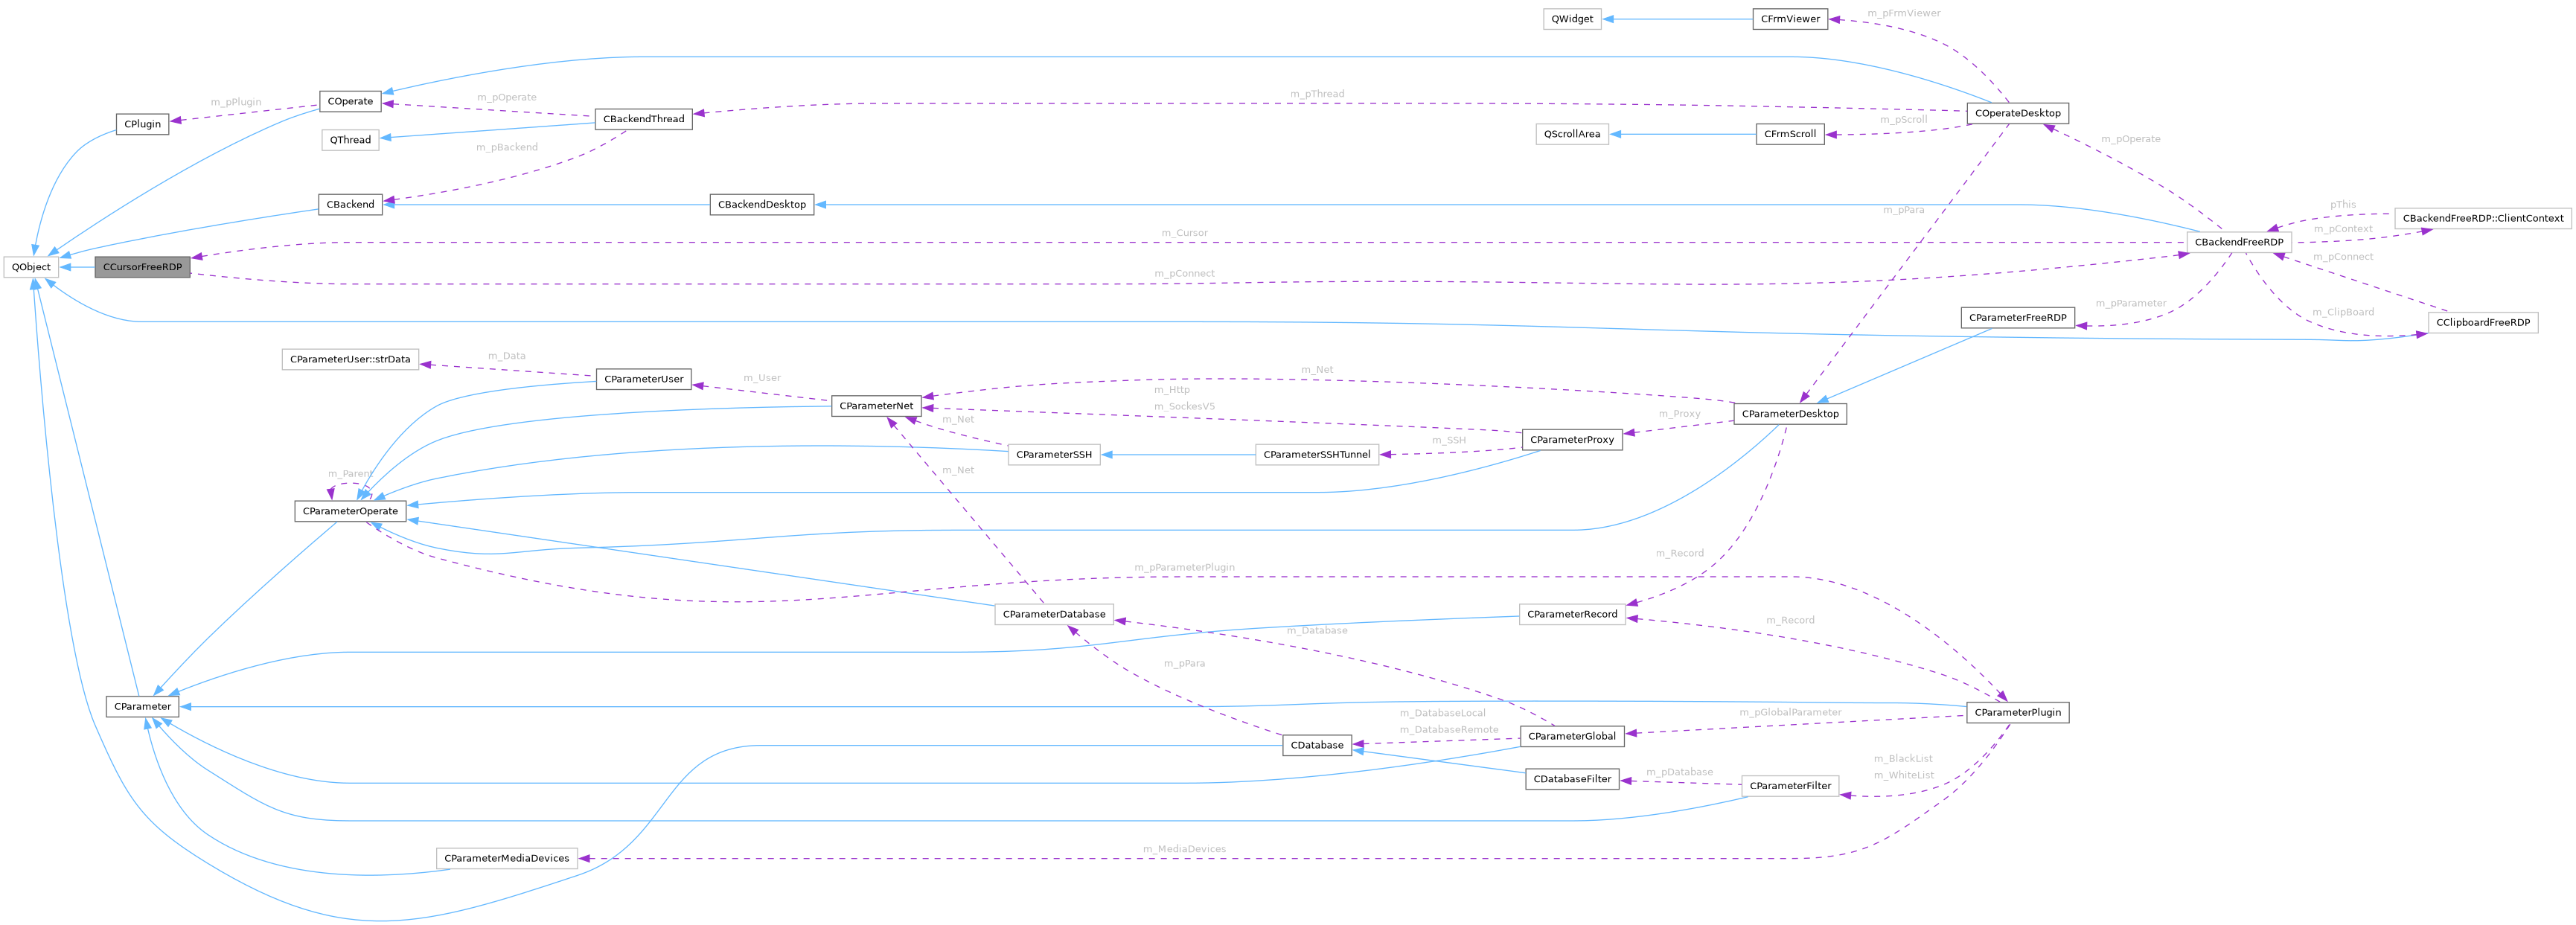 QWidget
CFrmViewer
m_pFrmViewer
m_pPlugin
COperate
m_pOperate
m_pThread
CPlugin
CBackendThread
COperateDesktop
QThread
QScrollArea
CFrmScroll
m_pScroll
m_pOperate
m_pBackend
CBackend
CBackendDesktop
m_pPara
pThis
CBackendFreeRDP::ClientContext
m_pContext
m_Cursor
CBackendFreeRDP
QObject
CCursorFreeRDP
m_pConnect
m_pConnect
m_pParameter
m_ClipBoard
CParameterFreeRDP
CClipboardFreeRDP
CParameterUser::strData
m_Data
CParameterUser
m_User
m_Net
m_Http
m_SockesV5
CParameterNet
m_Net
m_Proxy
CParameterDesktop
m_SSH
CParameterProxy
CParameterSSH
CParameterSSHTunnel
m_Parent
m_Net
CParameterOperate
m_Record
m_pParameterPlugin
CParameterDatabase
CParameterRecord
m_Record
m_Database
m_pPara
CParameter
m_DatabaseLocal
m_DatabaseRemote
m_pGlobalParameter
CParameterPlugin
CDatabase
CParameterGlobal
m_BlackList
m_WhiteList
CDatabaseFilter
m_pDatabase
CParameterFilter
CParameterMediaDevices
m_MediaDevices